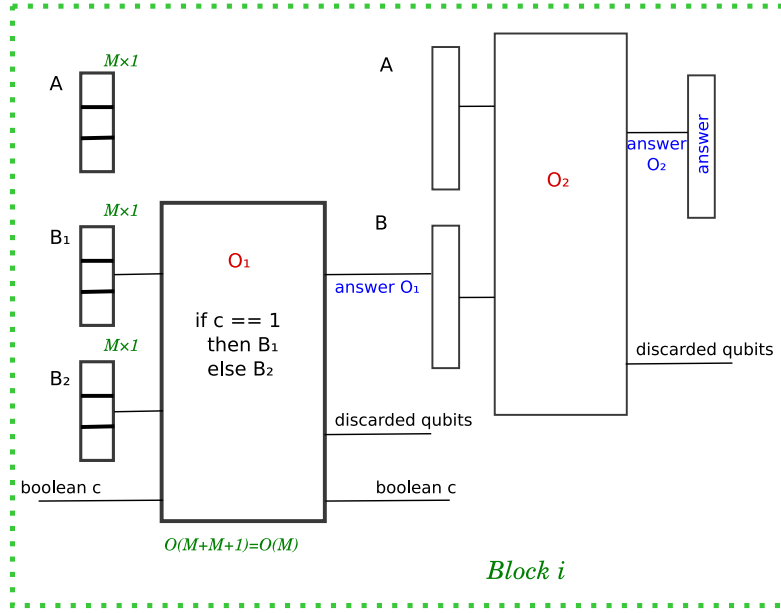 M×1
A
A
answer
O₂
answer
O₂
M×1
B₁
B
O₁
answer O₁
if c == 1
then B₁
else B₂
M×1
B₂
discarded qubits
discarded qubits
boolean c
boolean c
O(M+M+1)=O(M)
Block i